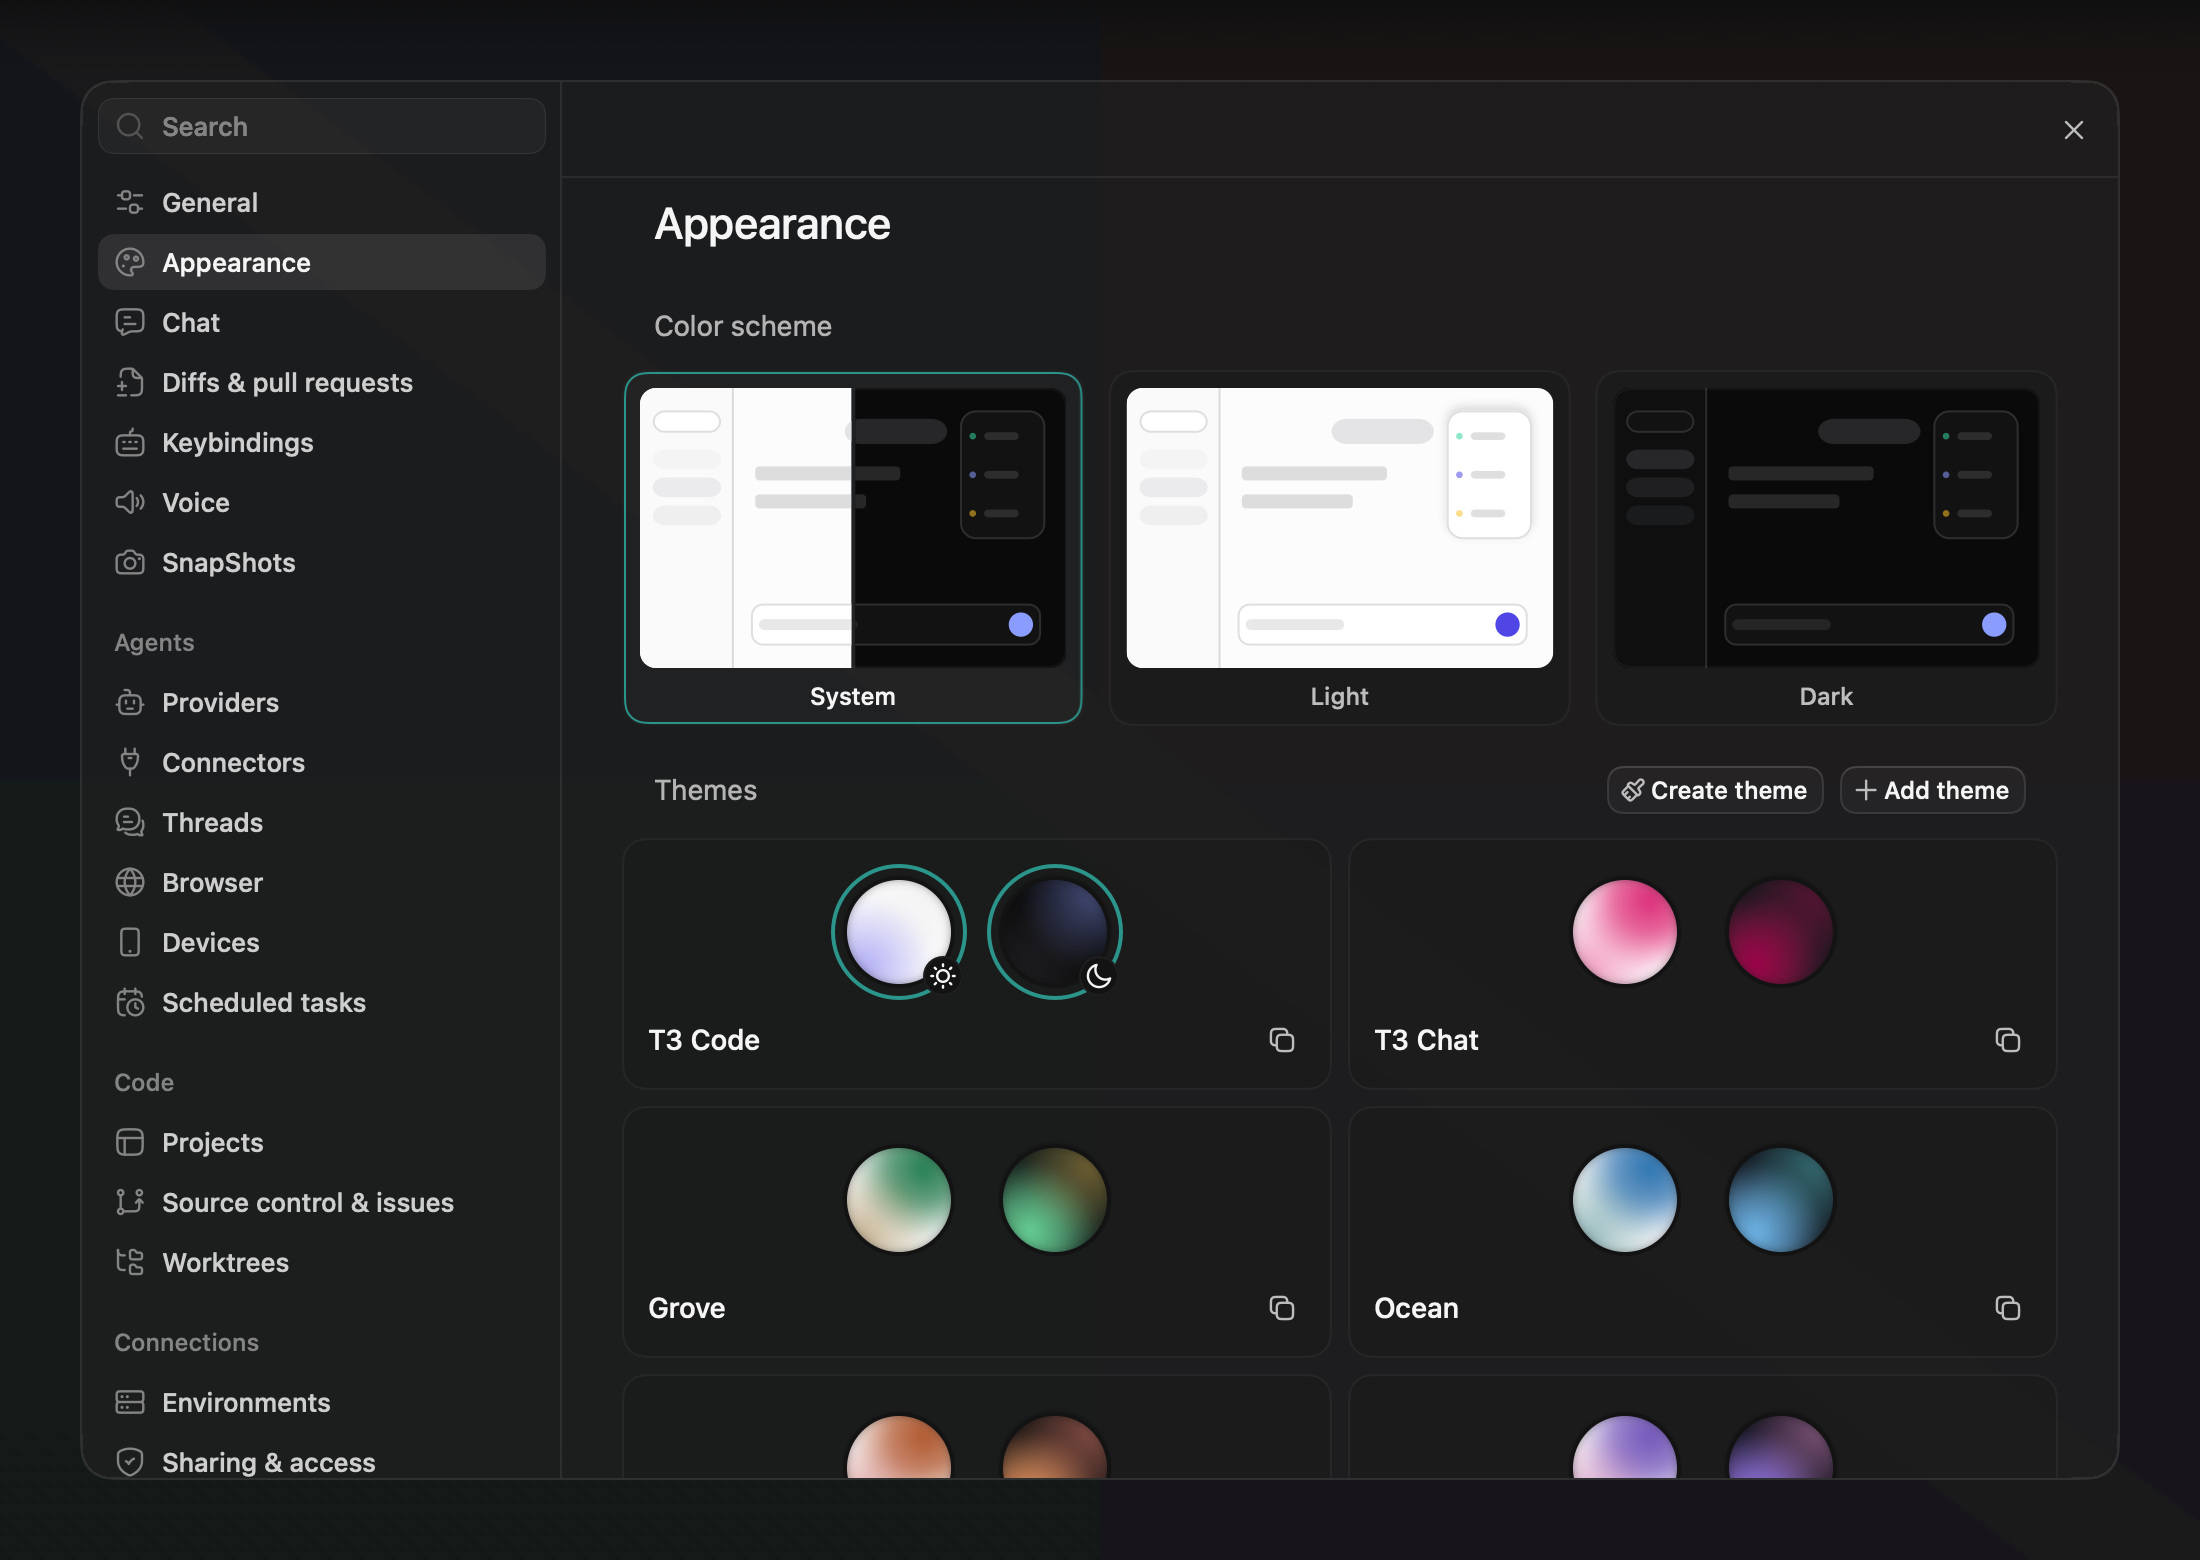 Search
General
Appearance
Chat
Diffs & pull requests
Keybindings
Voice
SnapShots
Agents
Providers
Connectors
Threads
Browser
Devices
Scheduled tasks
Code
Projects
Source control & issues
Worktrees
Connections
Environments
Sharing & access
Appearance
Color scheme
System
Light
Dark
Themes
Create theme
Add theme
T3 Code
T3 Chat
Grove
Ocean